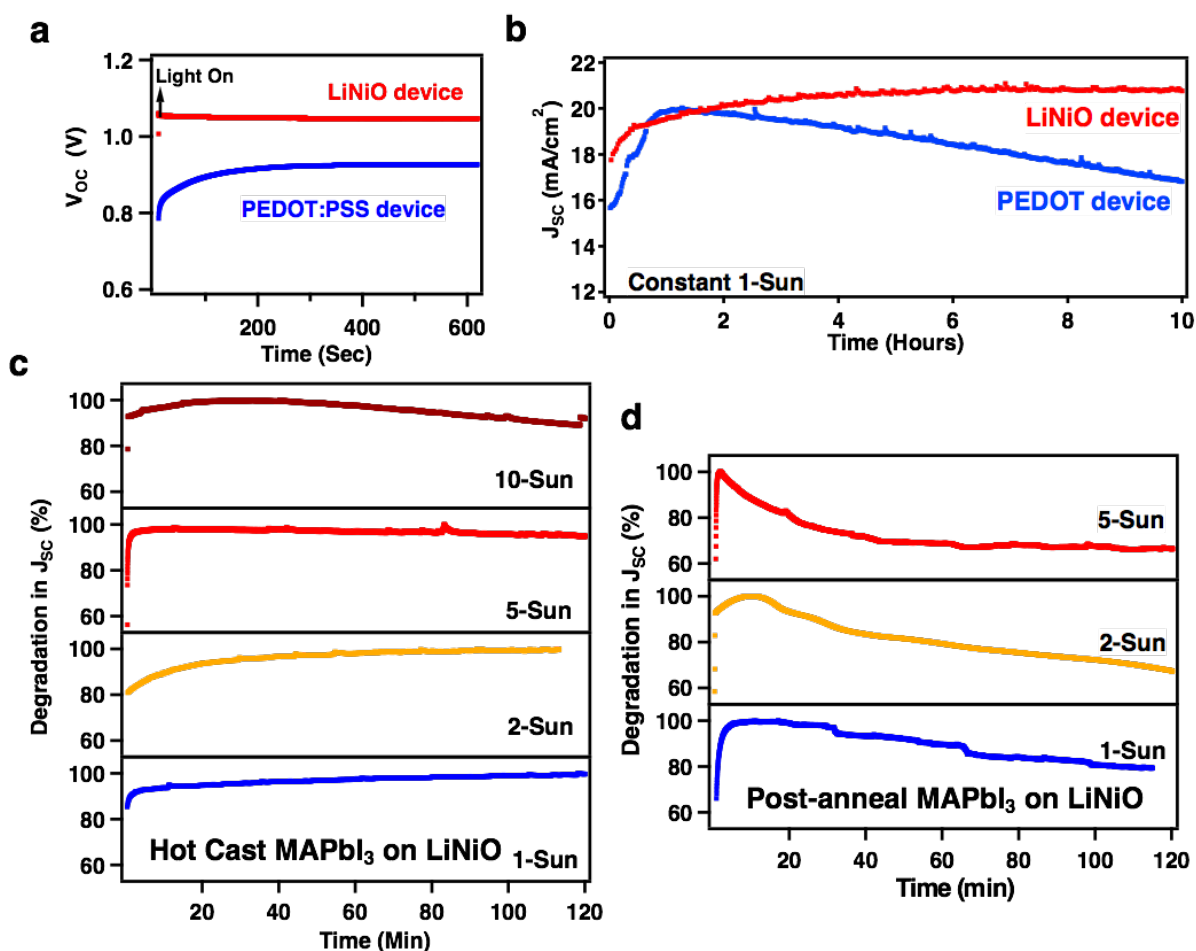 a
1.2
1.0
0.8
0.6
V_OC (V)
Light On
LiNiO device
PEDOT:PSS device
200
400
600
Time (Sec)
b
22
20
18
16
14
12
J_SC (mA/cm²)
LiNiO device
PEDOT device
Constant 1-Sun
0
2
4
6
8
10
Time (Hours)
c
Degradation in J_SC (%)
100
80
60
10-Sun
100
80
60
5-Sun
100
80
60
2-Sun
100
80
60
Hot Cast MAPbI₃ on LiNiO 1-Sun
20
40
60
80
100
120
Time (Min)
d
Degradation in J_SC (%)
100
80
60
5-Sun
100
80
60
2-Sun
100
80
60
1-Sun
Post-anneal MAPbI₃ on LiNiO
20
40
60
80
100
120
Time (min)